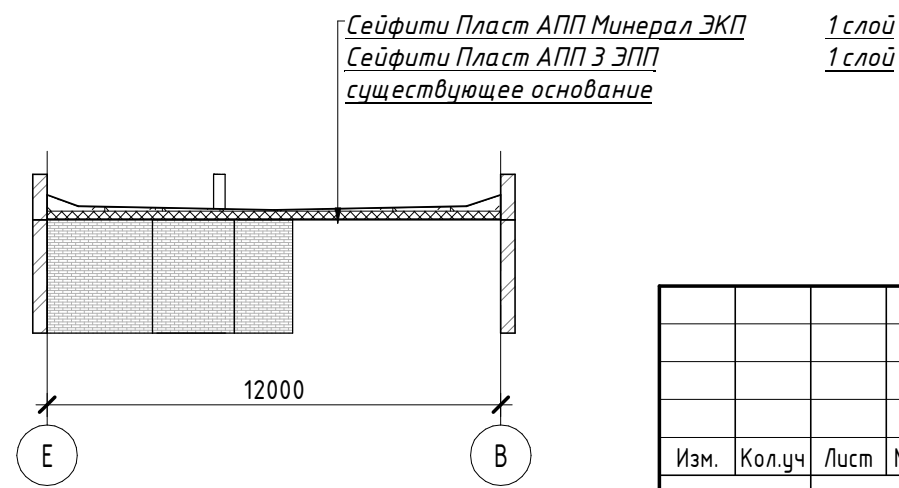 Сейфити Пласт АПП Минерал ЭКП 1 слой
Сейфити Пласт АПП 3 ЭПП 1 слой
существующее основание
12000
Е В
Изм. Кол.уч Лист